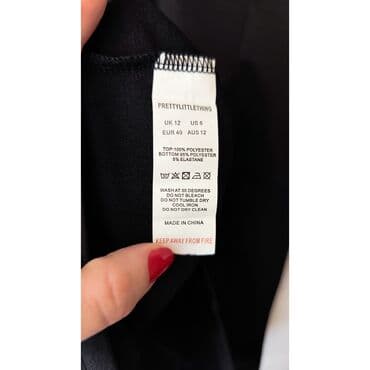 PRETTYLITTLETHING
UK 12 US 8
EUR 40 AUS 12
TOP:100% POLYESTER
BOTTOM:95% POLYESTER
5% ELASTANE
WASH AT 30 DEGREES
DO NOT BLEACH
DO NOT TUMBLE DRY
COOL IRON
DO NOT DRY CLEAN
MADE IN CHINA
KEEP AWAY FROM FIRE